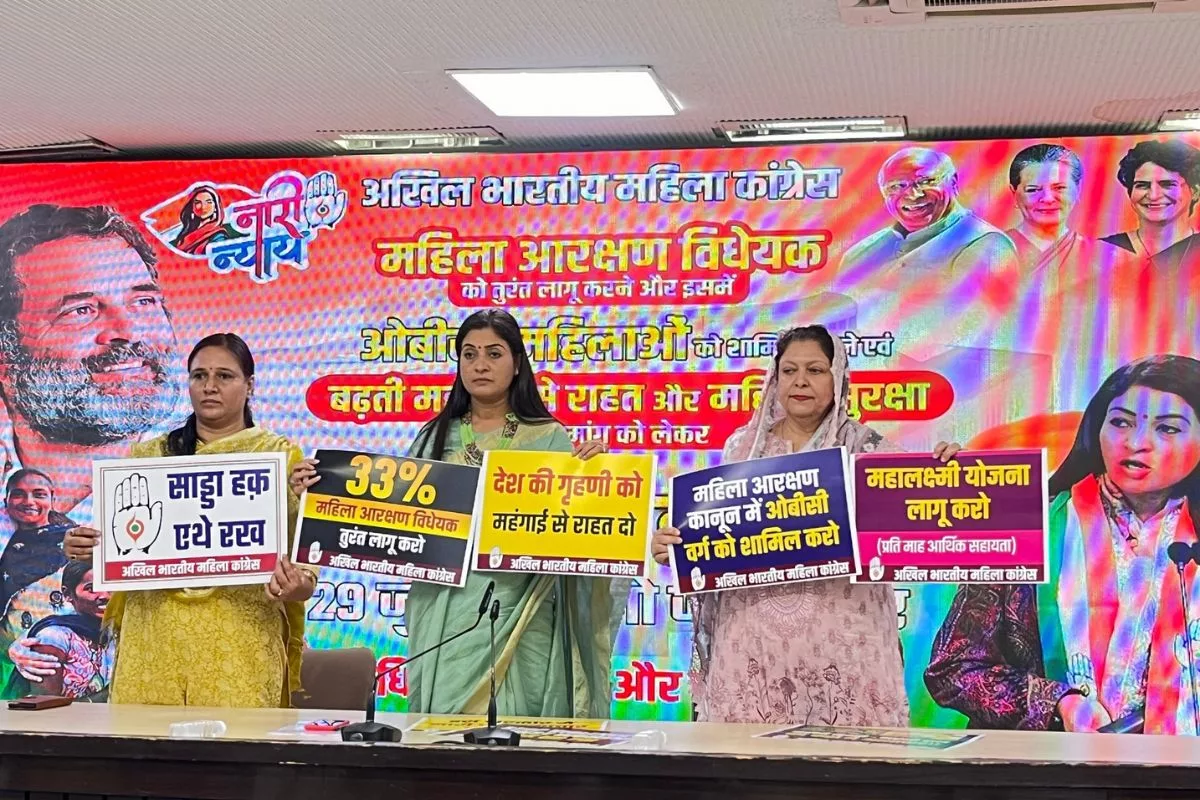 नारी
न्याय
अखिल भारतीय महिला कांग्रेस
महिला आरक्षण विधेयक
को तुरंत लागू करने और इसमें
महिलाओं
एवं
बढ़ती
से राहत और
सुरक्षा
मांग को लेकर
29
और
साड्डा हक़
एथे रख
अखिल भारतीय महिला कांग्रेस
33%
महिला आरक्षण विधेयक
तुरंत लागू करो
अखिल भारतीय महिला कांग्रेस
देश की गृहणी को
महंगाई से राहत दो
अखिल भारतीय महिला कांग्रेस
महिला आरक्षण
कानून में ओबीसी
वर्ग को शामिल करो
अखिल भारतीय महिला कांग्रेस
महालक्ष्मी योजना
लागू करो
(प्रति माह आर्थिक सहायता)
अखिल भारतीय महिला कांग्रेस